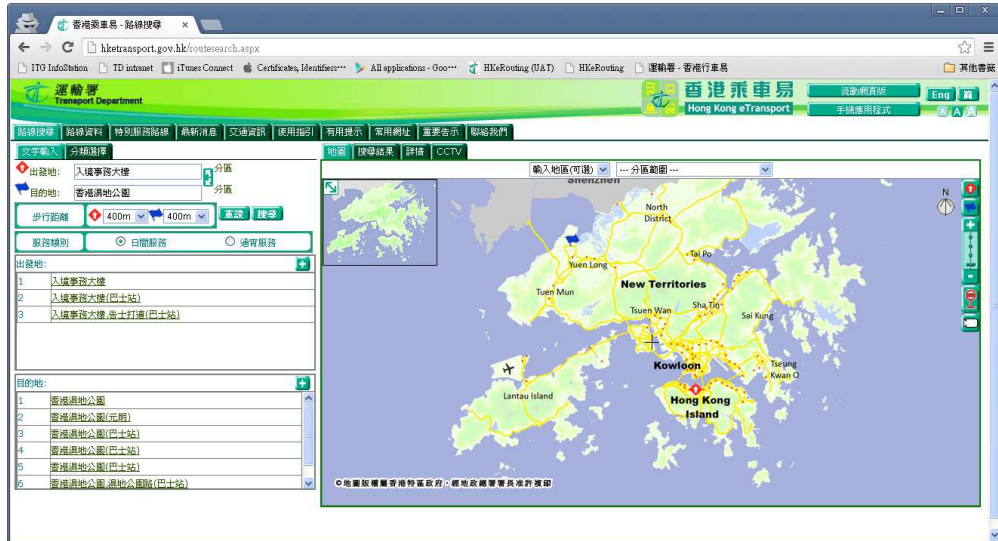 香港乘車易 - 路線搜尋
hketransport.gov.hk/routesearch.aspx
ITG InfoStation TD intranet iTunes Connect Certificates, Identifiers··· All applications - Goo··· HKeRouting (UAT) HKeRouting 運輸署 - 香港行車易 其他書籤
運輸署
Transport Department
香港乘車易
Hong Kong eTransport
流動網頁版
手機應用程式
Eng 简
A A A
路線搜尋 路線資料 特別服務路線 最新消息 交通資訊 使用指引 有用提示 常用網址 重要告示 聯絡我們
文字輸入 分類選擇 地圖 搜尋結果 詳情 CCTV
出發地: 入境事務大樓 分區
目的地: 香港濕地公園 分區
步行距離 400m 400m 重設 搜尋
服務類別 日間服務 通宵服務
出發地:
1 入境事務大樓
2 入境事務大樓(巴士站)
3 入境事務大樓,告士打道(巴士站)
目的地:
1 香港濕地公園
2 香港濕地公園(元朗)
3 香港濕地公園(巴士站)
4 香港濕地公園(巴士站)
5 香港濕地公園(巴士站)
6 香港濕地公園,濕地公園路(巴士站)
輸入地區(可選) --- 分區範圍 ---
Shenzhen
N
North
District
Tai Po
Yuen Long
New Territories
Tuen Mun
Tsuen Wan
Sha Tin
Sai Kung
Kowloon
Tseung
Kwan O
Lantau Island
Hong Kong
Island
©地圖版權屬香港特區政府，經地政總署署長准許複印